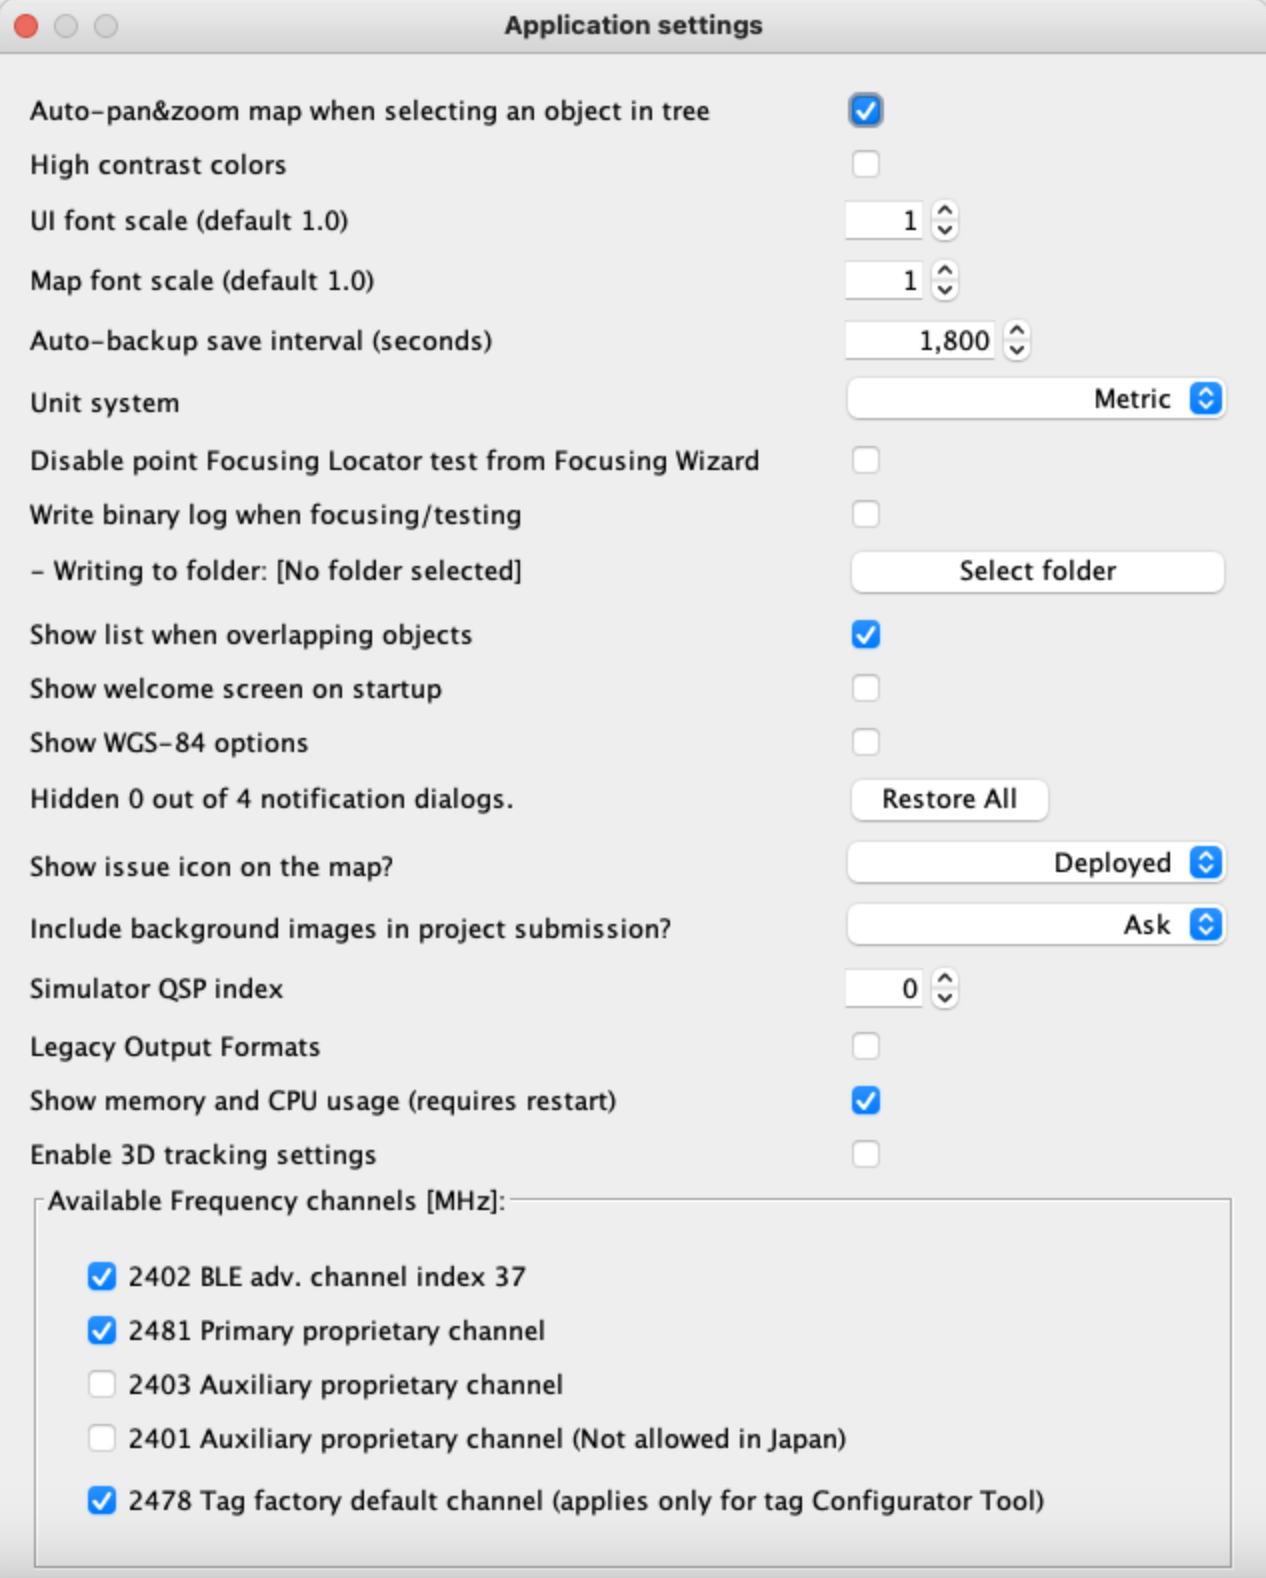 Application settings
Auto-pan&zoom map when selecting an object in tree
High contrast colors
UI font scale (default 1.0) 1
Map font scale (default 1.0) 1
Auto-backup save interval (seconds) 1,800
Unit system Metric
Disable point Focusing Locator test from Focusing Wizard
Write binary log when focusing/testing
- Writing to folder: [No folder selected] Select folder
Show list when overlapping objects
Show welcome screen on startup
Show WGS-84 options
Hidden 0 out of 4 notification dialogs. Restore All
Show issue icon on the map? Deployed
Include background images in project submission? Ask
Simulator QSP index 0
Legacy Output Formats
Show memory and CPU usage (requires restart)
Enable 3D tracking settings
Available Frequency channels [MHz]:
2402 BLE adv. channel index 37
2481 Primary proprietary channel
2403 Auxiliary proprietary channel
2401 Auxiliary proprietary channel (Not allowed in Japan)
2478 Tag factory default channel (applies only for tag Configurator Tool)